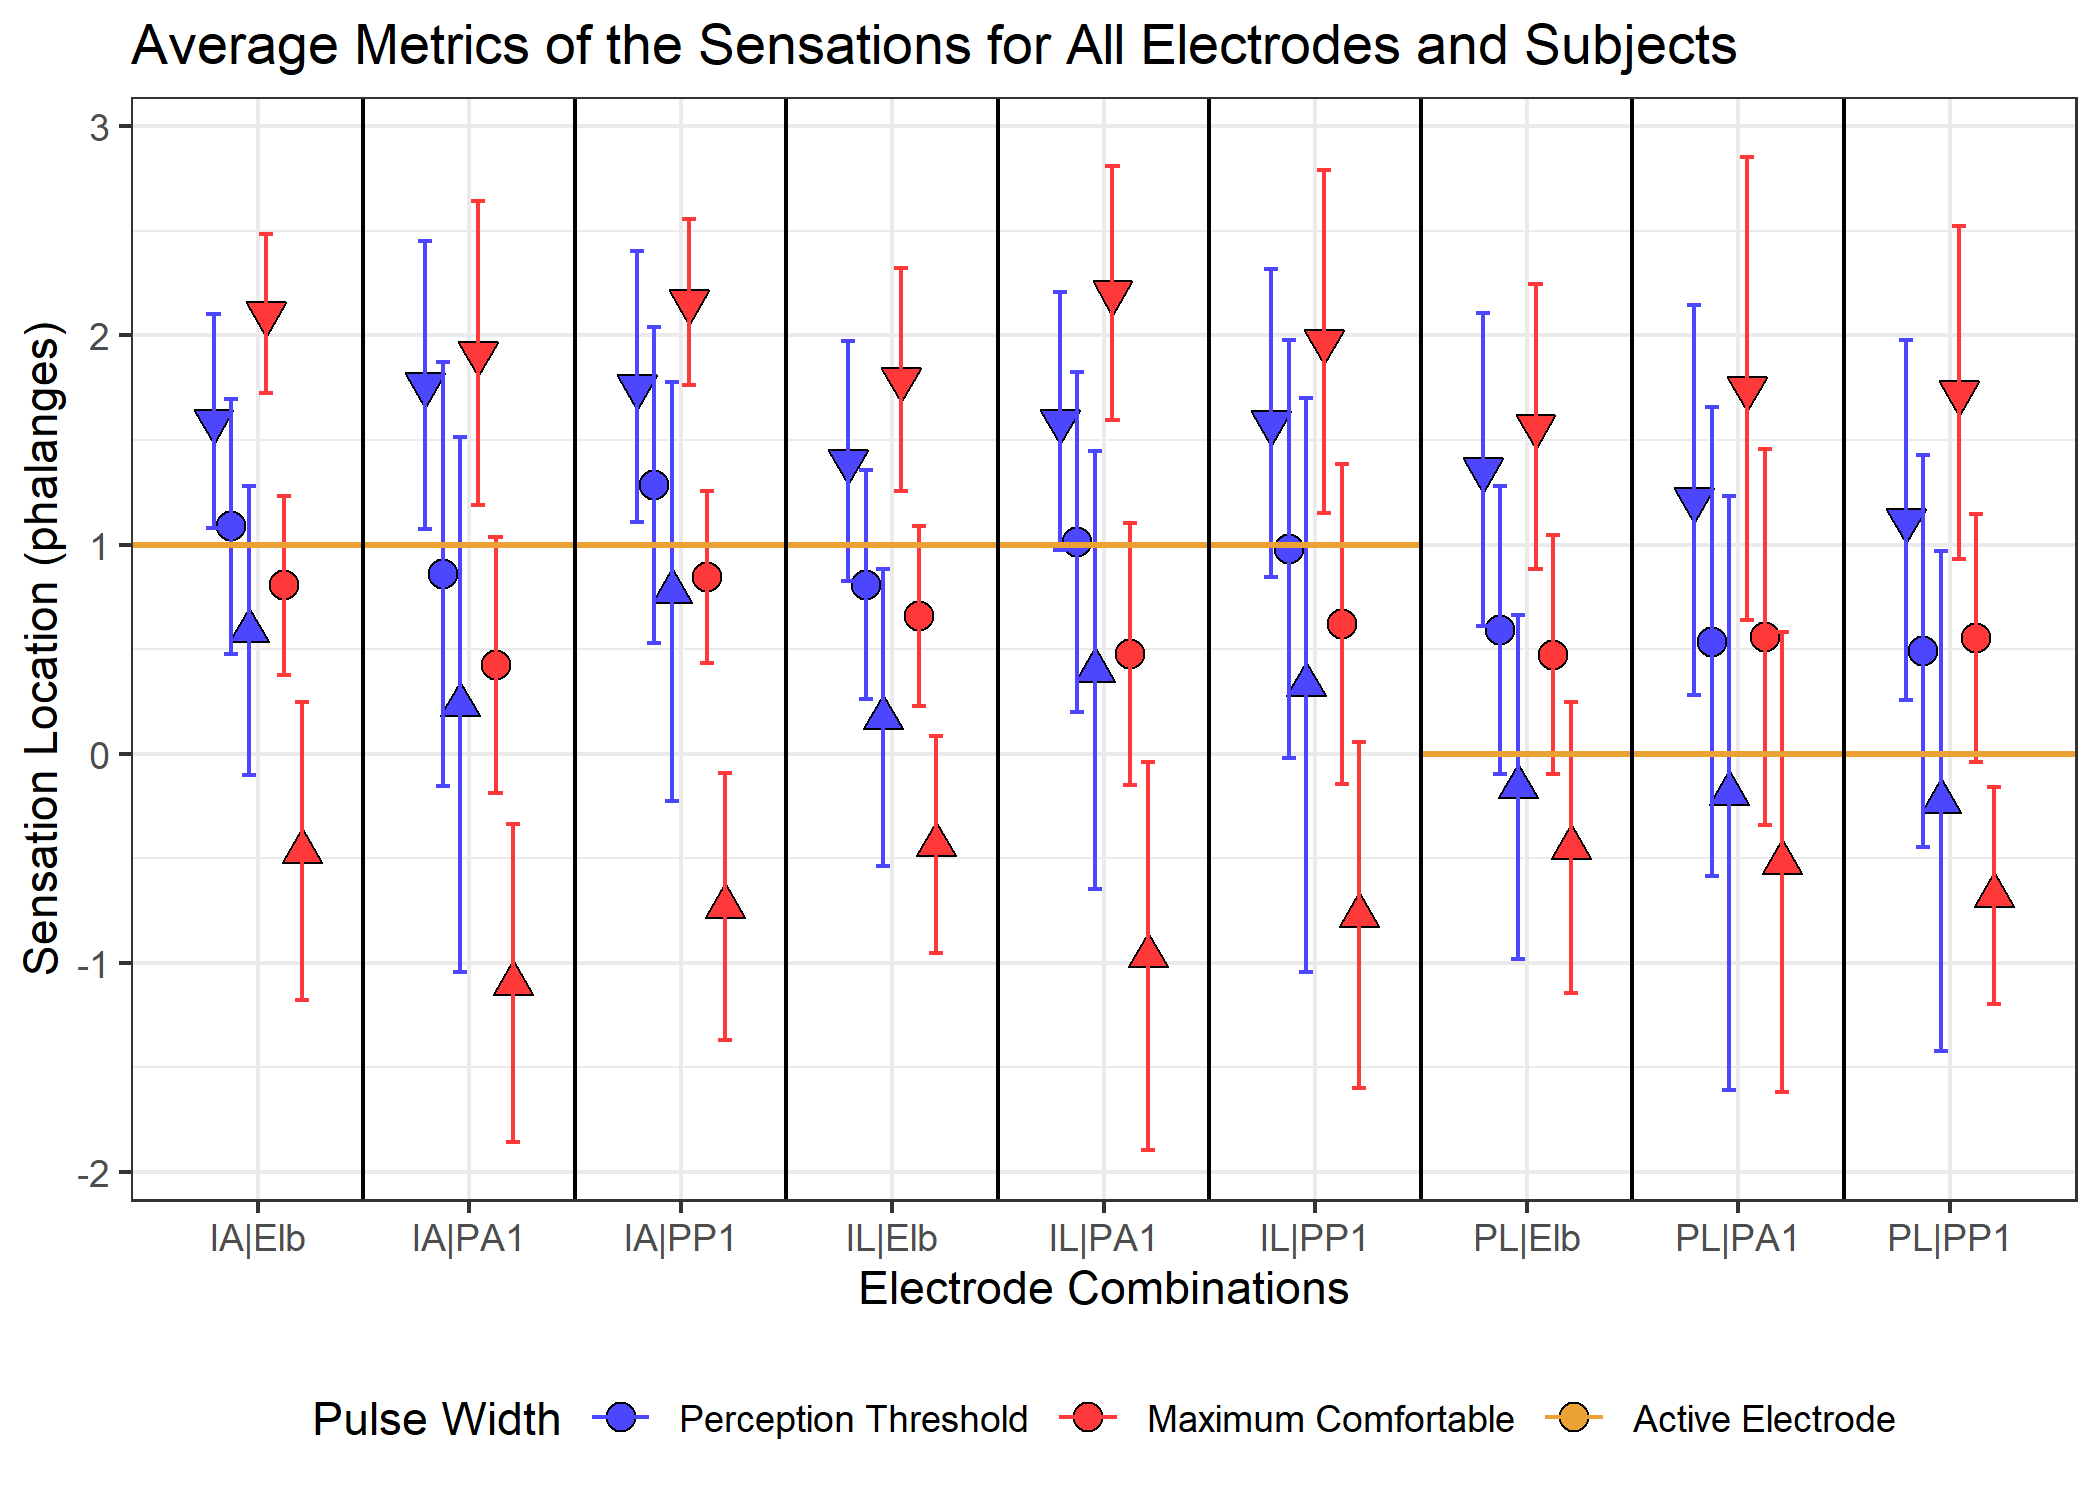 Average Metrics of the Sensations for All Electrodes and Subjects
3
2
1
0
-1
-2
Sensation Location (phalanges)
IA|Elb IA|PA1 IA|PP1 IL|Elb IL|PA1 IL|PP1 PL|Elb PL|PA1 PL|PP1
Electrode Combinations
Pulse Width Perception Threshold Maximum Comfortable Active Electrode